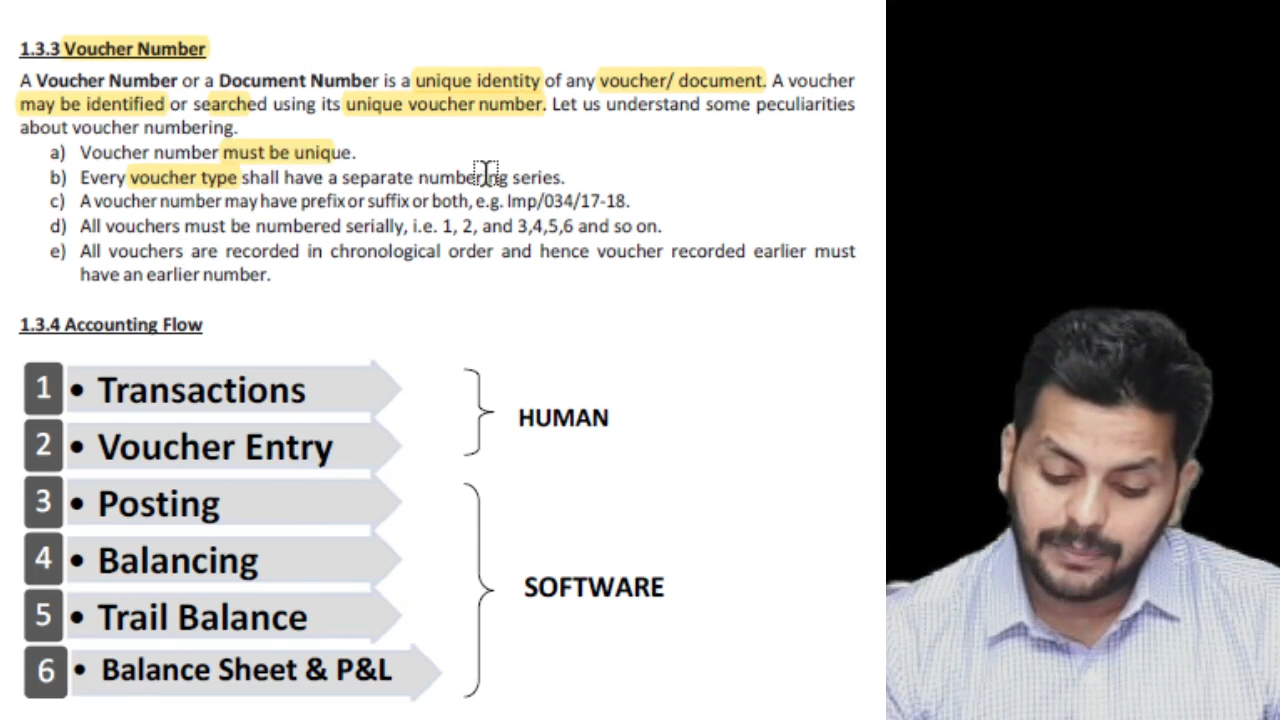 1.3.3 Voucher Number
A Voucher Number or a Document Number is a unique identity of any voucher/ document. A voucher
may be identified or searched using its unique voucher number. Let us understand some peculiarities
about voucher numbering.
a) Voucher number must be unique.
b) Every voucher type shall have a separate numbering series.
c) A voucher number may have prefix or suffix or both, e.g. Imp/034/17-18.
d) All vouchers must be numbered serially, i.e. 1, 2, and 3,4,5,6 and so on.
e) All vouchers are recorded in chronological order and hence voucher recorded earlier must
have an earlier number.
1.3.4 Accounting Flow
1 • Transactions
2 • Voucher Entry
HUMAN
3 • Posting
4 • Balancing
5 • Trail Balance
6 • Balance Sheet & P&L
SOFTWARE